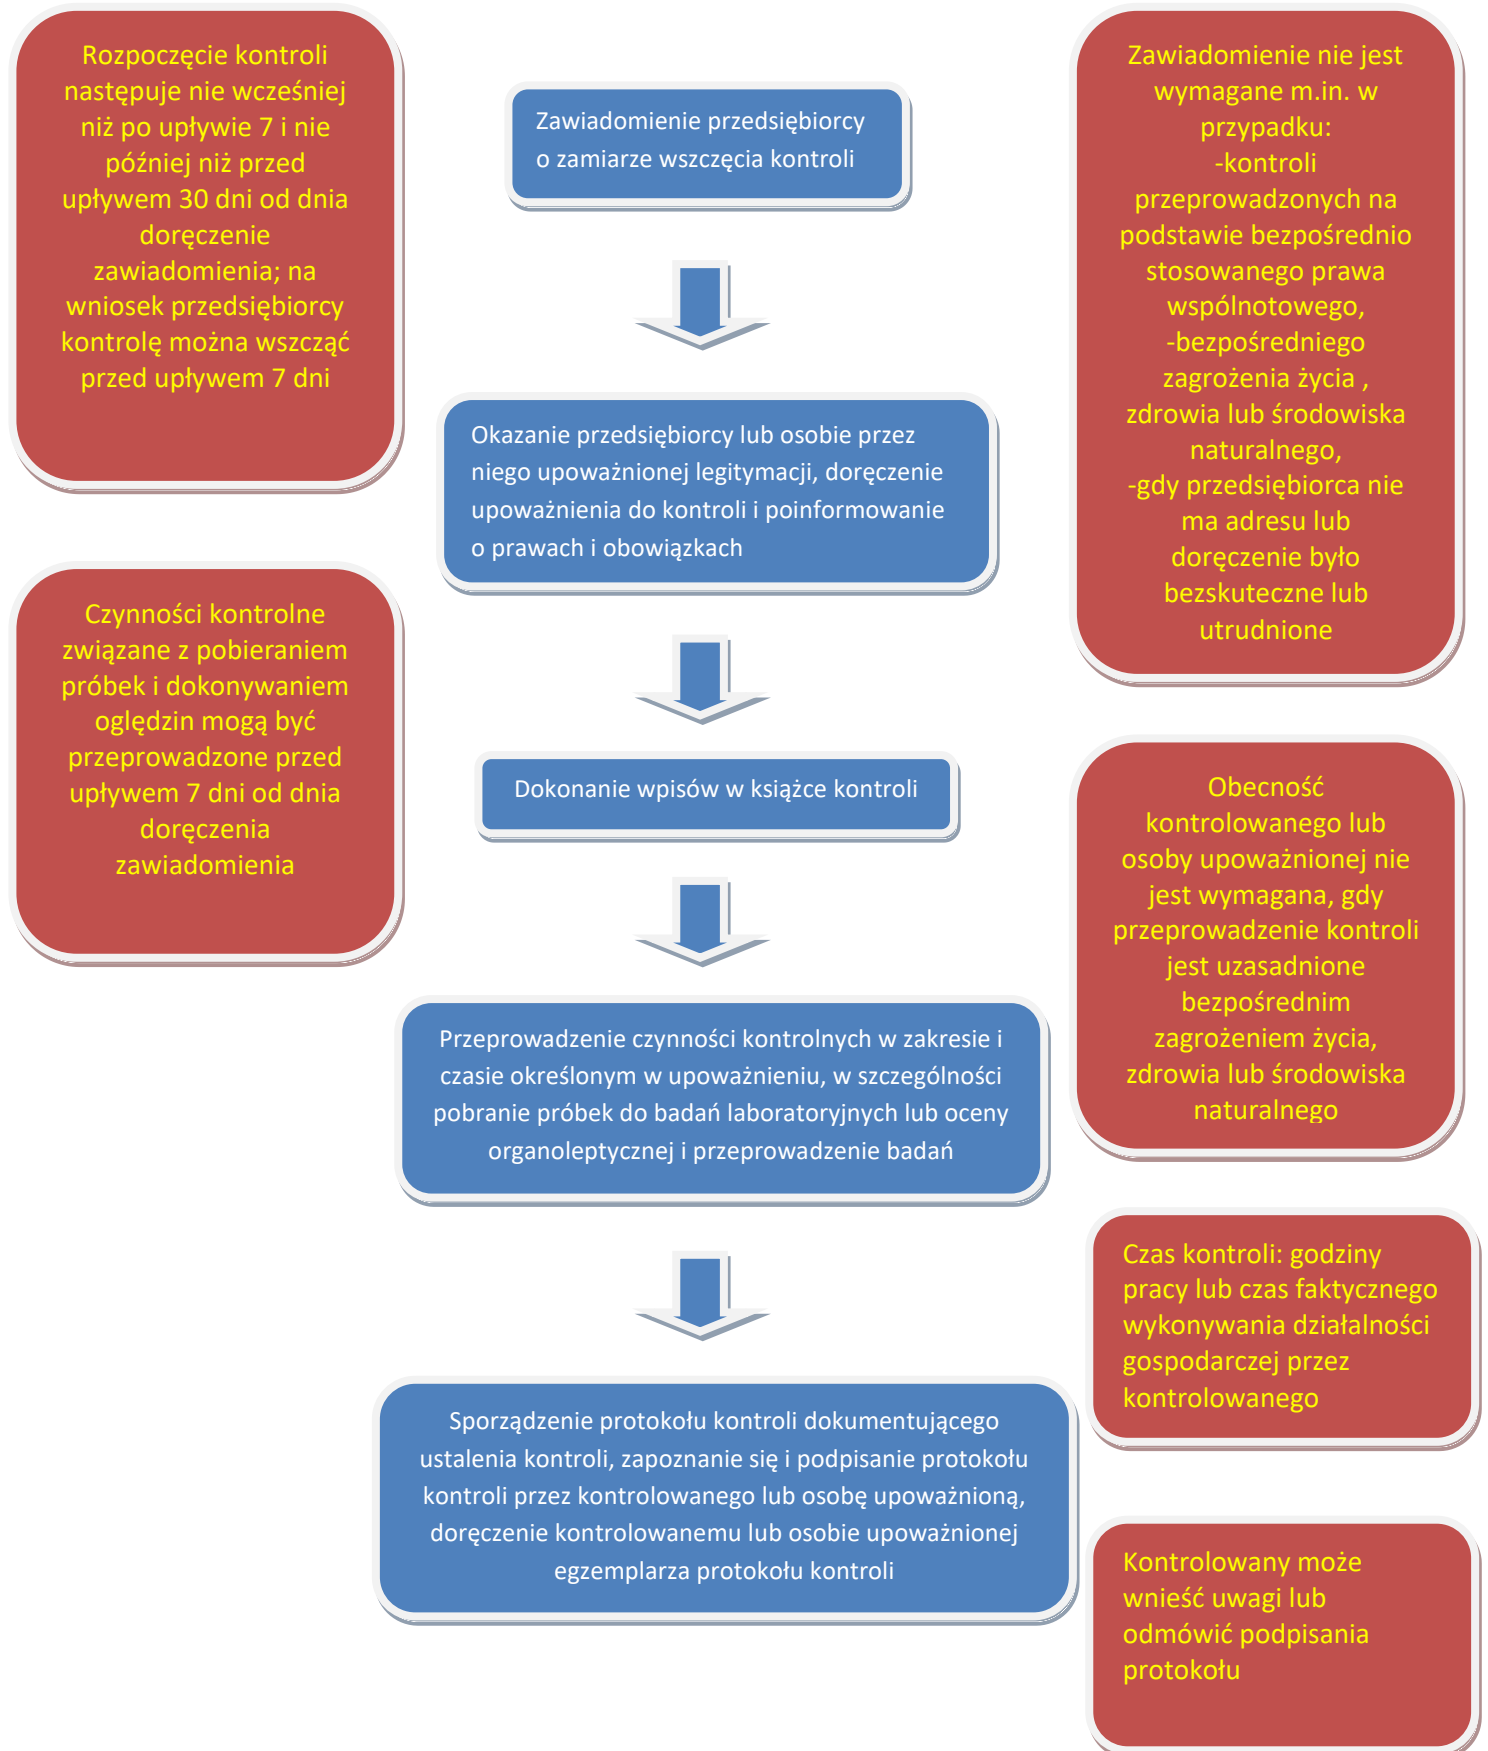 Rozpoczęcie kontroli
następuje nie wcześniej
niż po upływie 7 i nie
później niż przed
upływem 30 dni od dnia
doręczenie
zawiadomienia; na
wniosek przedsiębiorcy
kontrolę można wszcząć
przed upływem 7 dni
Zawiadomienie przedsiębiorcy
o zamiarze wszczęcia kontroli
Zawiadomienie nie jest
wymagane m.in. w
przypadku:
-kontroli
przeprowadzonych na
podstawie bezpośrednio
stosowanego prawa
wspólnotowego,
-bezpośredniego
zagrożenia życia ,
zdrowia lub środowiska
naturalnego,
-gdy przedsiębiorca nie
ma adresu lub
doręczenie było
bezskuteczne lub
utrudnione
Okazanie przedsiębiorcy lub osobie przez
niego upoważnionej legitymacji, doręczenie
upoważnienia do kontroli i poinformowanie
o prawach i obowiązkach
Czynności kontrolne
związane z pobieraniem
próbek i dokonywaniem
oględzin mogą być
przeprowadzone przed
upływem 7 dni od dnia
doręczenia
zawiadomienia
Dokonanie wpisów w książce kontroli
Obecność
kontrolowanego lub
osoby upoważnionej nie
jest wymagana, gdy
przeprowadzenie kontroli
jest uzasadnione
bezpośrednim
zagrożeniem życia,
zdrowia lub środowiska
naturalnego
Przeprowadzenie czynności kontrolnych w zakresie i
czasie określonym w upoważnieniu, w szczególności
pobranie próbek do badań laboratoryjnych lub oceny
organoleptycznej i przeprowadzenie badań
Czas kontroli: godziny
pracy lub czas faktycznego
wykonywania działalności
gospodarczej przez
kontrolowanego
Sporządzenie protokołu kontroli dokumentującego
ustalenia kontroli, zapoznanie się i podpisanie protokołu
kontroli przez kontrolowanego lub osobę upoważnioną,
doręczenie kontrolowanemu lub osobie upoważnionej
egzemplarza protokołu kontroli
Kontrolowany może
wnieść uwagi lub
odmówić podpisania
protokołu